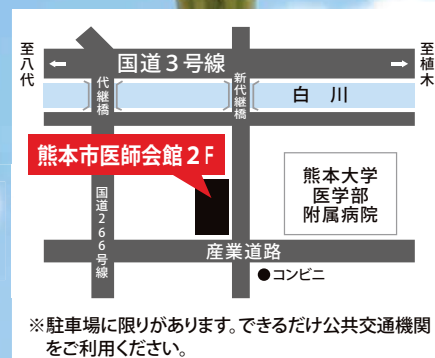 至八代
国道３号線
至植木
代継橋
新代継橋
白 川
熊本市医師会館２F
国道266号線
熊本大学
医学部
附属病院
産業道路
●コンビニ
※駐車場に限りがあります。できるだけ公共交通機関
をご利用ください。